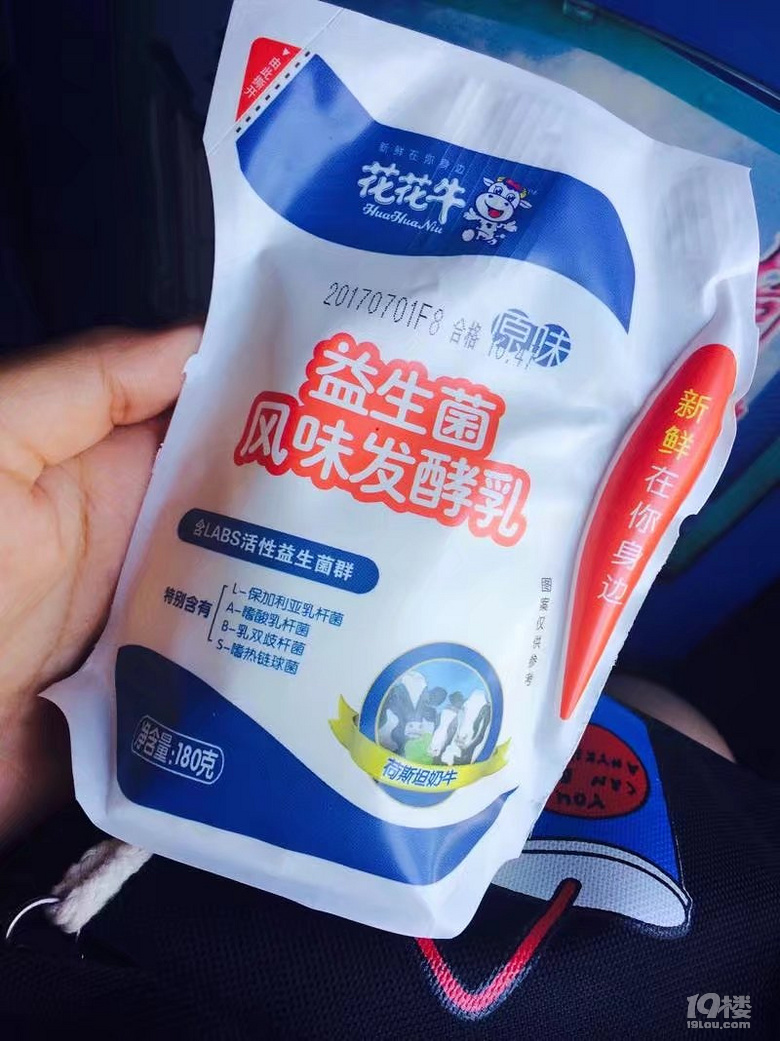 由此撕开
新鲜在你身边
花花牛
HuaHuaNiu
20170701F8 合格
原味
益生菌
风味发酵乳
新鲜在你身边
含LABS活性益生菌群
特别含有
L-保加利亚乳杆菌
A-嗜酸乳杆菌
B-乳双歧杆菌
S-嗜热链球菌
图案仅供参考
荷斯坦奶牛
净含量:180克
YOU
CAN
19楼
19lou.com